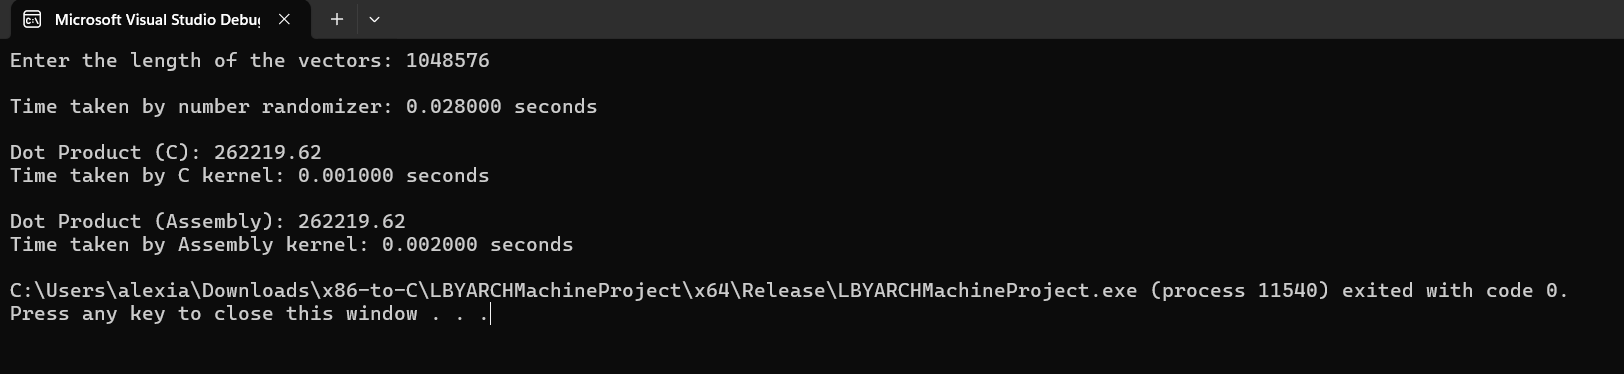 Microsoft Visual Studio Debu
Enter the length of the vectors: 1048576
Time taken by number randomizer: 0.028000 seconds
Dot Product (C): 262219.62
Time taken by C kernel: 0.001000 seconds
Dot Product (Assembly): 262219.62
Time taken by Assembly kernel: 0.002000 seconds
C:\Users\alexia\Downloads\x86-to-C\LBYARCHMachineProject\x64\Release\LBYARCHMachineProject.exe (process 11540) exited with code 0.
Press any key to close this window . . .